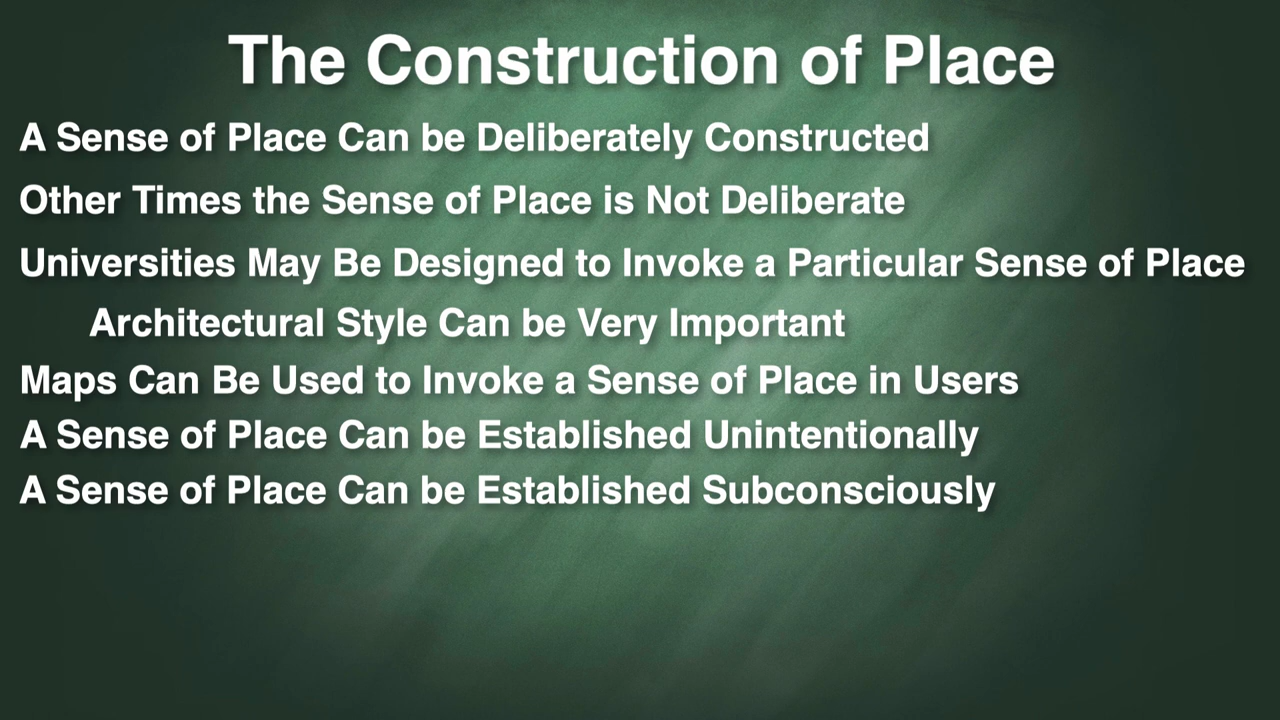 The Construction of Place
A Sense of Place Can be Deliberately Constructed
Other Times the Sense of Place is Not Deliberate
Universities May Be Designed to Invoke a Particular Sense of Place
Architectural Style Can be Very Important
Maps Can Be Used to Invoke a Sense of Place in Users
A Sense of Place Can be Established Unintentionally
A Sense of Place Can be Established Subconsciously